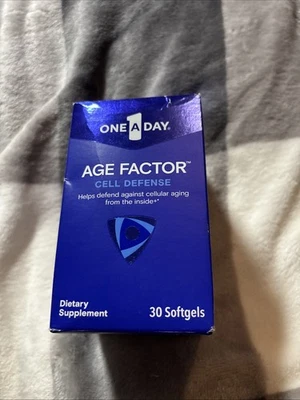 ONE A DAY®
AGE FACTOR™
CELL DEFENSE
Helps defend against cellular aging
from the inside+*
Dietary
Supplement
30 Softgels